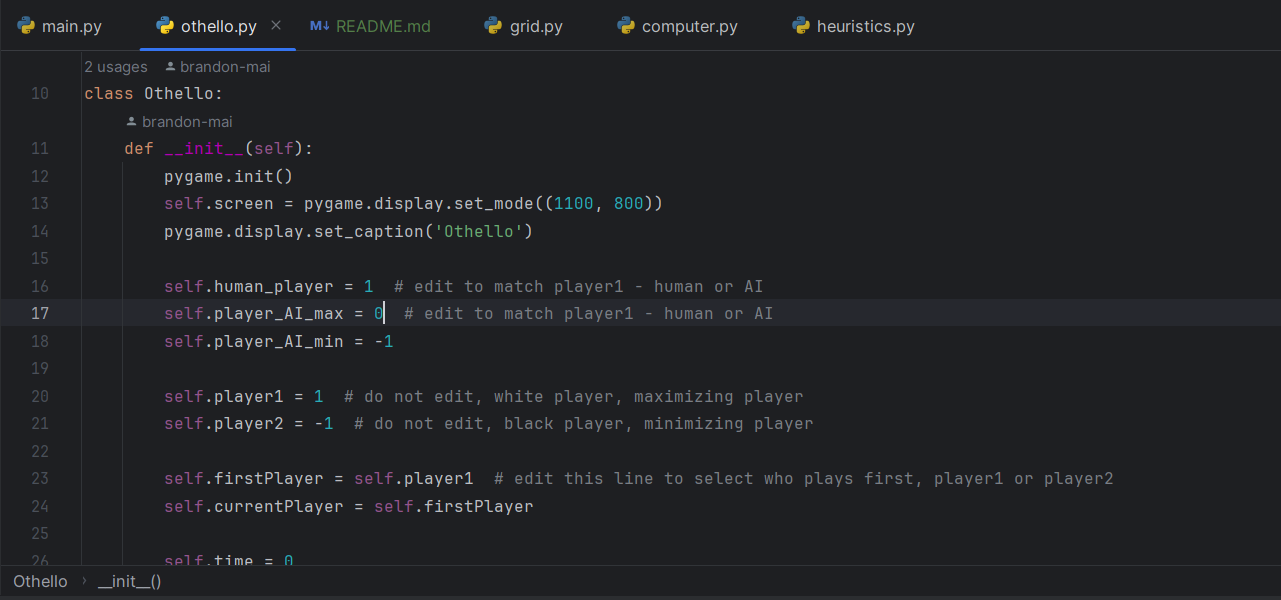 main.py othello.py × M↓ README.md grid.py computer.py heuristics.py
2 usages brandon-mai
10 class Othello:
brandon-mai
11 def __init__(self):
12 pygame.init()
13 self.screen = pygame.display.set_mode((1100, 800))
14 pygame.display.set_caption('Othello')
15
16 self.human_player = 1  # edit to match player1 - human or AI
17 self.player_AI_max = 0  # edit to match player1 - human or AI
18 self.player_AI_min = -1
19
20 self.player1 = 1  # do not edit, white player, maximizing player
21 self.player2 = -1  # do not edit, black player, minimizing player
22
23 self.firstPlayer = self.player1  # edit this line to select who plays first, player1 or player2
24 self.currentPlayer = self.firstPlayer
25
26 self.time = 0
Othello › __init__()